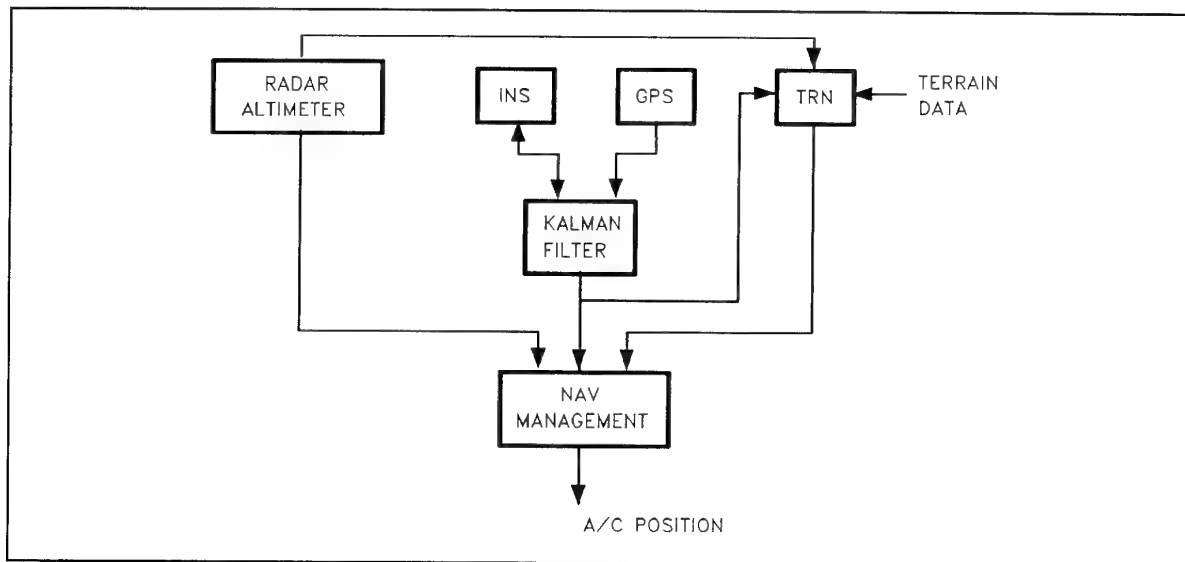 RADAR
ALTIMETER
INS
GPS
TRN
TERRAIN
DATA
KALMAN
FILTER
NAV
MANAGEMENT
A/C POSITION